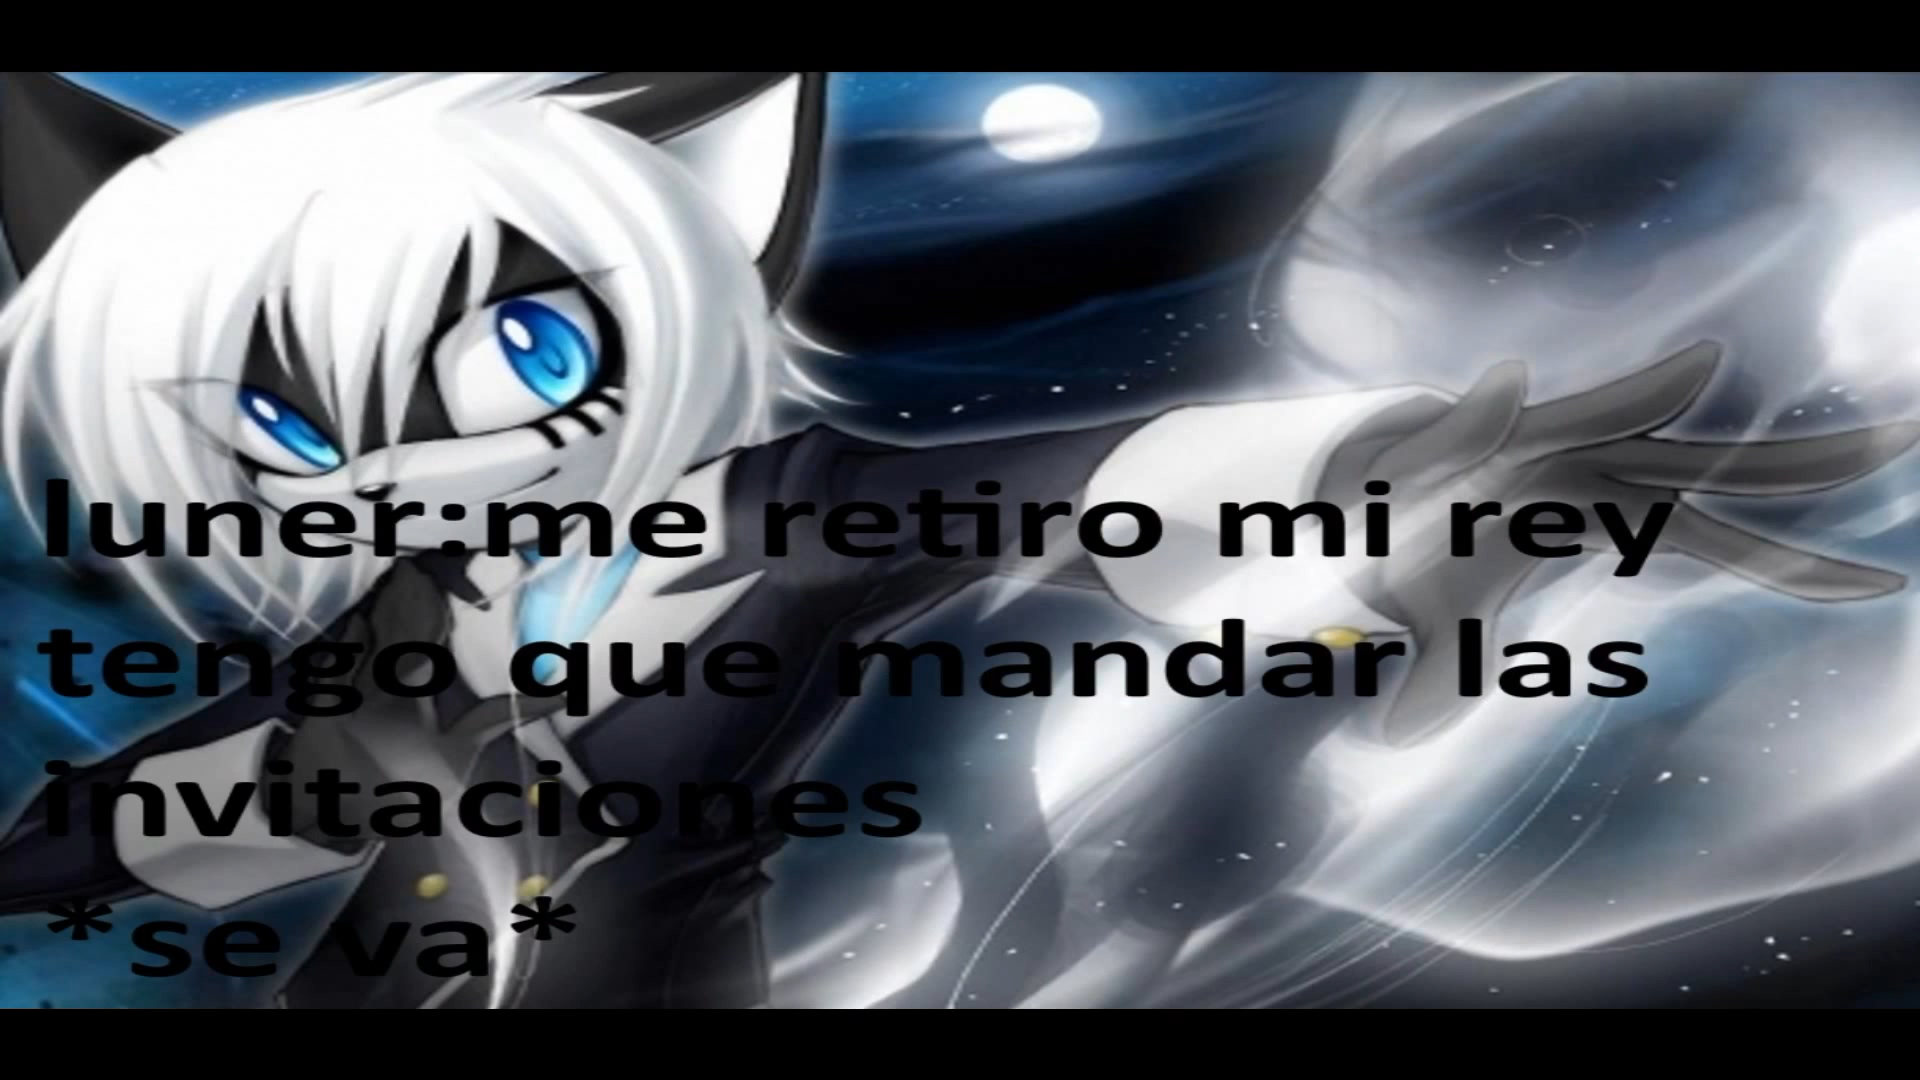 luner:me retiro mi rey
tengo que mandar las
invitaciones
*se va*